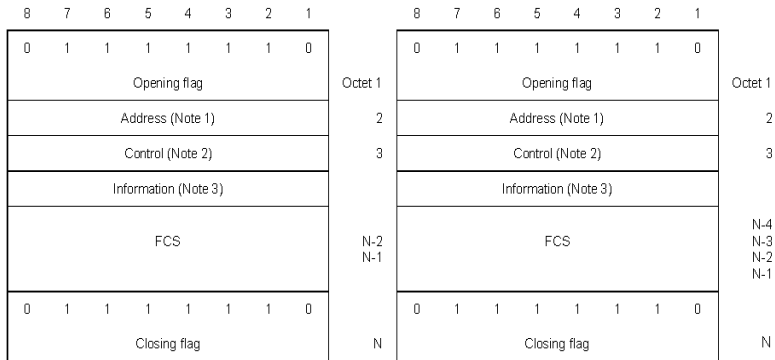 8 7 6 5 4 3 2 1
0 1 1 1 1 1 1 0
Opening flag Octet 1
Address (Note 1) 2
Control (Note 2) 3
Information (Note 3)
FCS N-2
N-1
0 1 1 1 1 1 1 0
Closing flag N
8 7 6 5 4 3 2 1
0 1 1 1 1 1 1 0
Opening flag Octet 1
Address (Note 1) 2
Control (Note 2) 3
Information (Note 3)
N-4
FCS N-3
N-2
N-1
0 1 1 1 1 1 1 0
Closing flag N